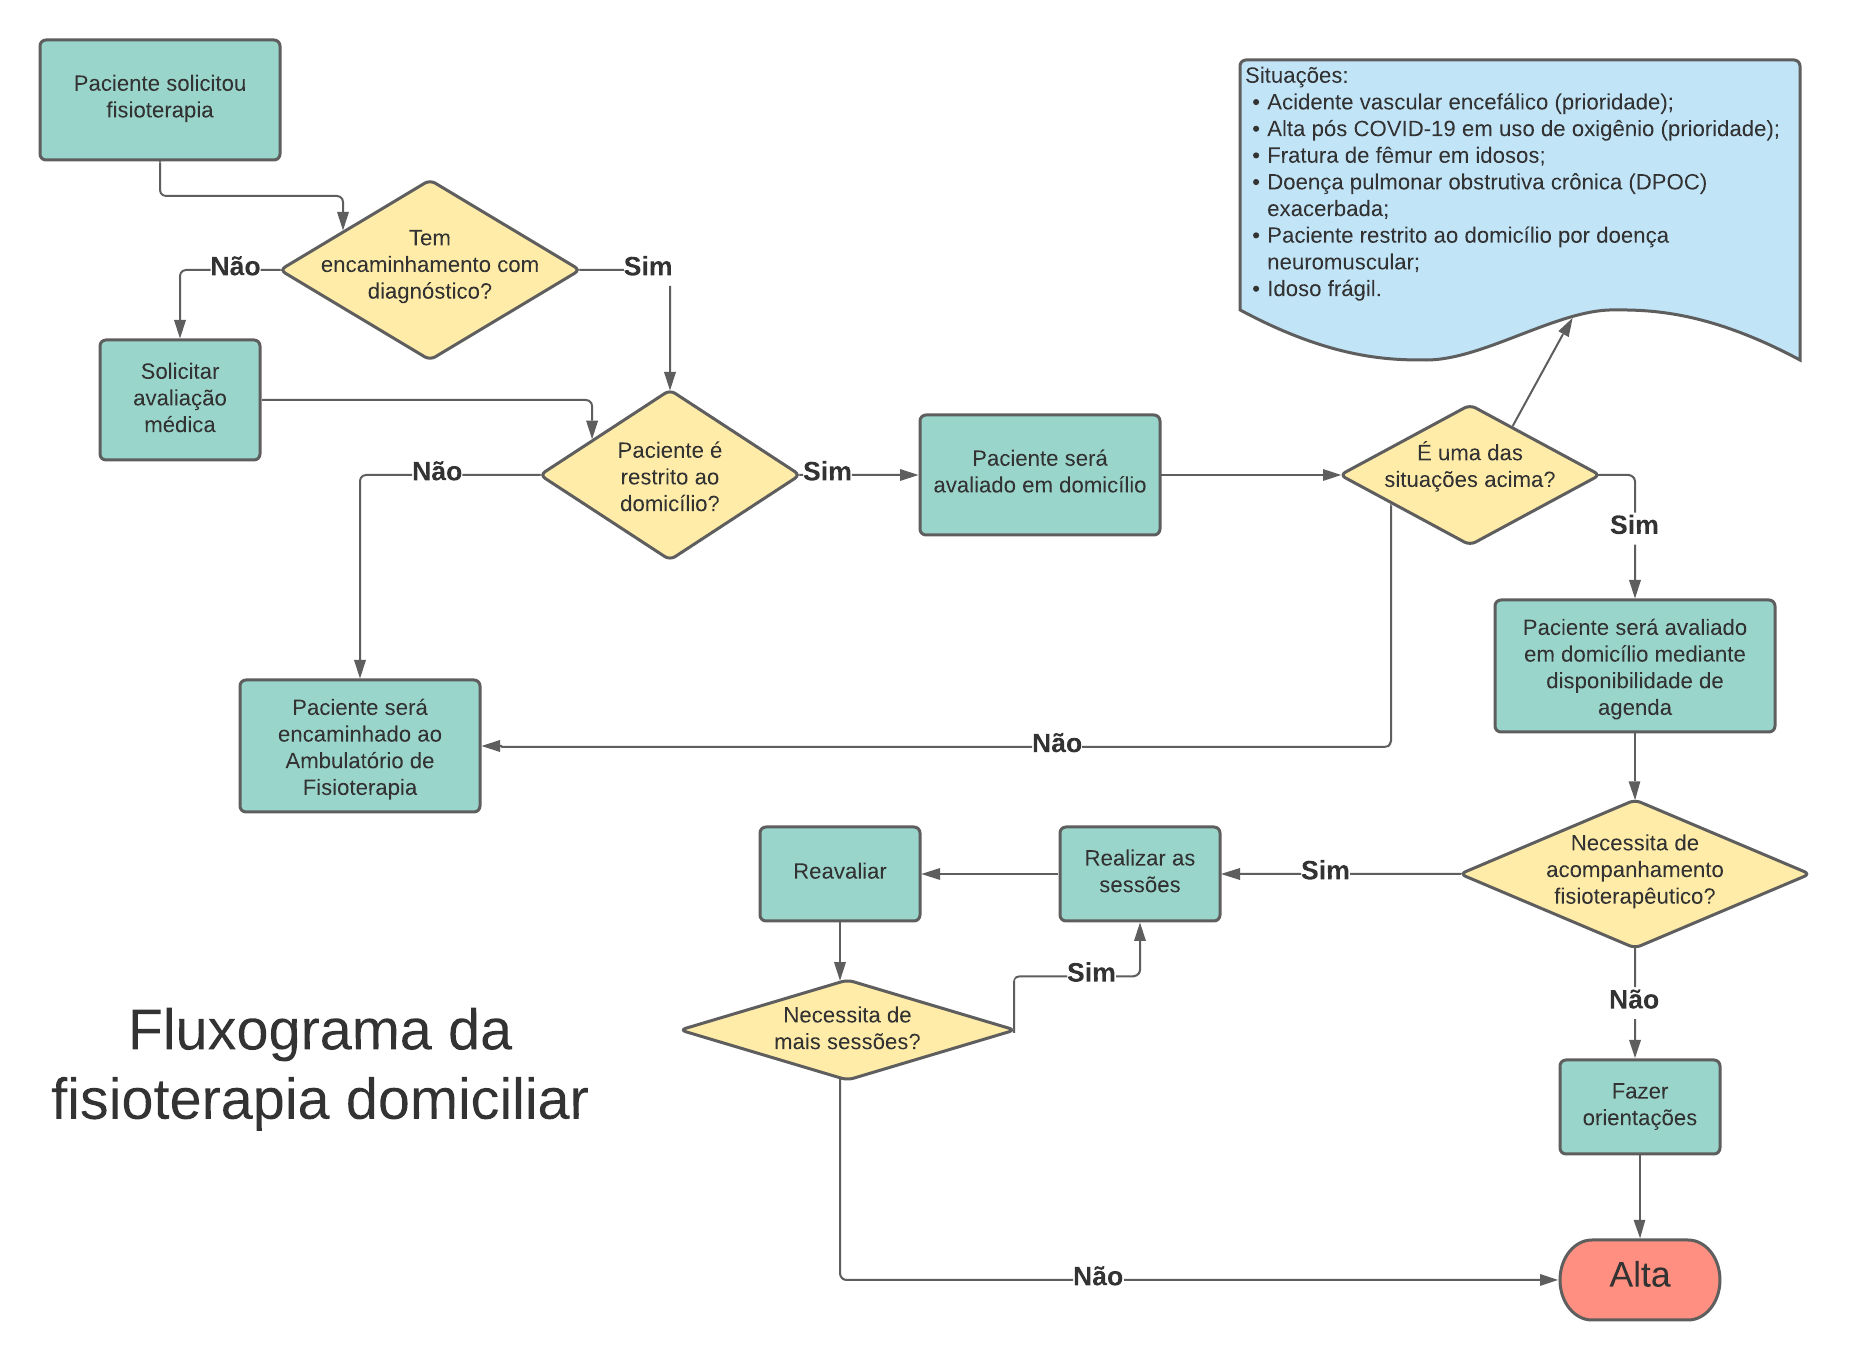 Paciente solicitou
fisioterapia
Tem
encaminhamento com
diagnóstico?
Não
Sim
Solicitar
avaliação
médica
Paciente é
restrito ao
domicílio?
Não
Sim
Paciente será
avaliado em domicílio
É uma das
situações acima?
Situações:
• Acidente vascular encefálico (prioridade);
• Alta pós COVID-19 em uso de oxigênio (prioridade);
• Fratura de fêmur em idosos;
• Doença pulmonar obstrutiva crônica (DPOC)
exacerbada;
• Paciente restrito ao domicílio por doença
neuromuscular;
• Idoso frágil.
Sim
Não
Paciente será
encaminhado ao
Ambulatório de
Fisioterapia
Paciente será avaliado
em domicílio mediante
disponibilidade de
agenda
Necessita de
acompanhamento
fisioterapêutico?
Sim
Realizar as
sessões
Reavaliar
Necessita de
mais sessões?
Sim
Não
Não
Fazer
orientações
Alta
Fluxograma da
fisioterapia domiciliar